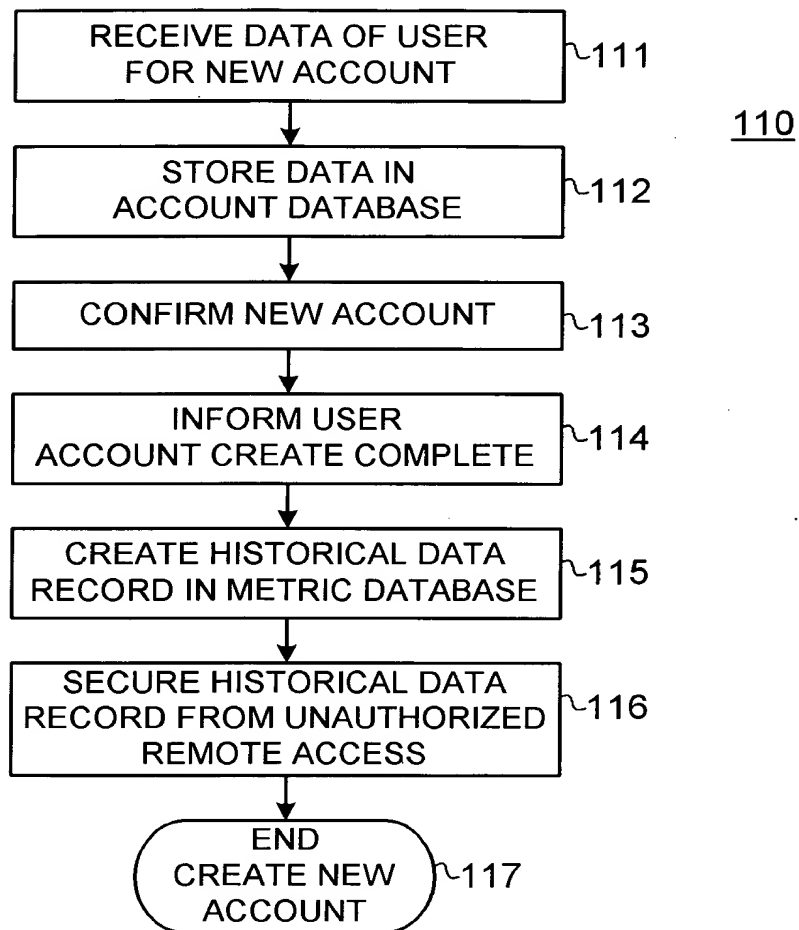 RECEIVE DATA OF USER
FOR NEW ACCOUNT
111
110
STORE DATA IN
ACCOUNT DATABASE
112
CONFIRM NEW ACCOUNT
113
INFORM USER
ACCOUNT CREATE COMPLETE
114
CREATE HISTORICAL DATA
RECORD IN METRIC DATABASE
115
SECURE HISTORICAL DATA
RECORD FROM UNAUTHORIZED
REMOTE ACCESS
116
END
CREATE NEW
ACCOUNT
117